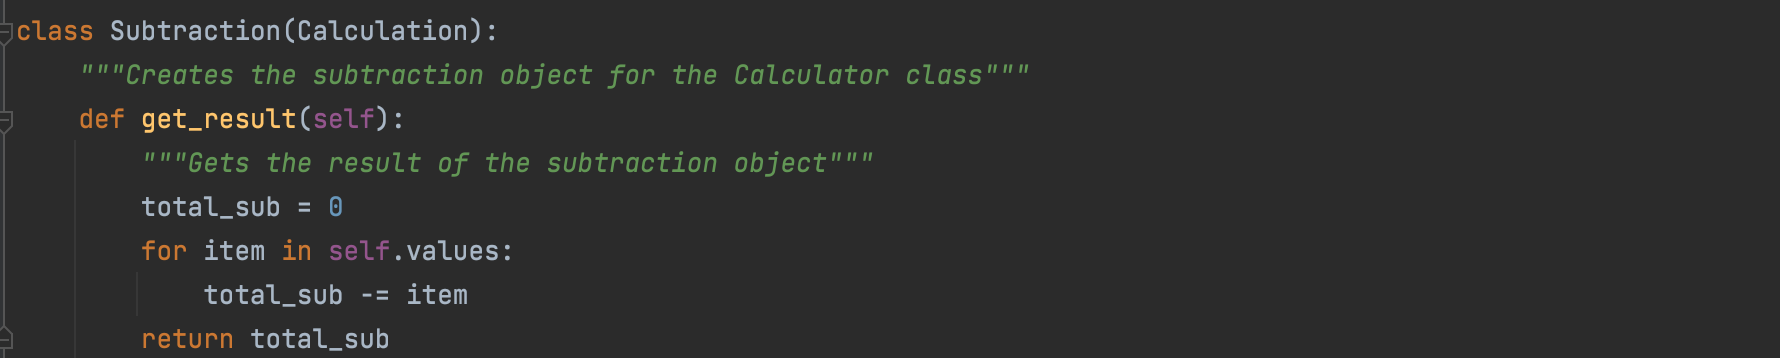 class Subtraction(Calculation):
    """Creates the subtraction object for the Calculator class"""
    def get_result(self):
        """Gets the result of the subtraction object"""
        total_sub = 0
        for item in self.values:
            total_sub -= item
        return total_sub